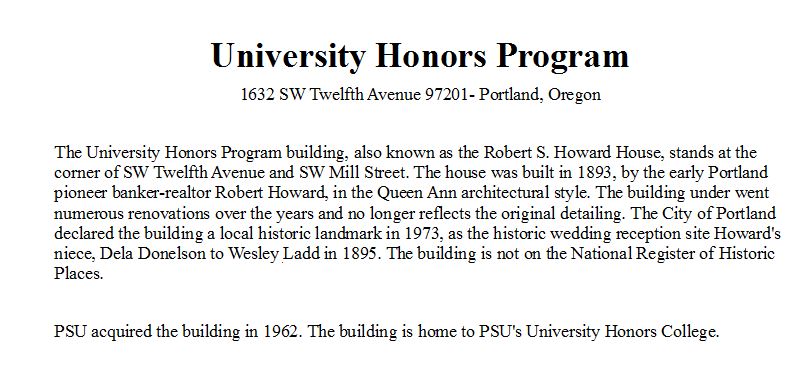 University Honors Program
1632 SW Twelfth Avenue 97201- Portland, Oregon
The University Honors Program building, also known as the Robert S. Howard House, stands at the
corner of SW Twelfth Avenue and SW Mill Street. The house was built in 1893, by the early Portland
pioneer banker-realtor Robert Howard, in the Queen Ann architectural style. The building under went
numerous renovations over the years and no longer reflects the original detailing. The City of Portland
declared the building a local historic landmark in 1973, as the historic wedding reception site Howard's
niece, Dela Donelson to Wesley Ladd in 1895. The building is not on the National Register of Historic
Places.
PSU acquired the building in 1962. The building is home to PSU's University Honors College.